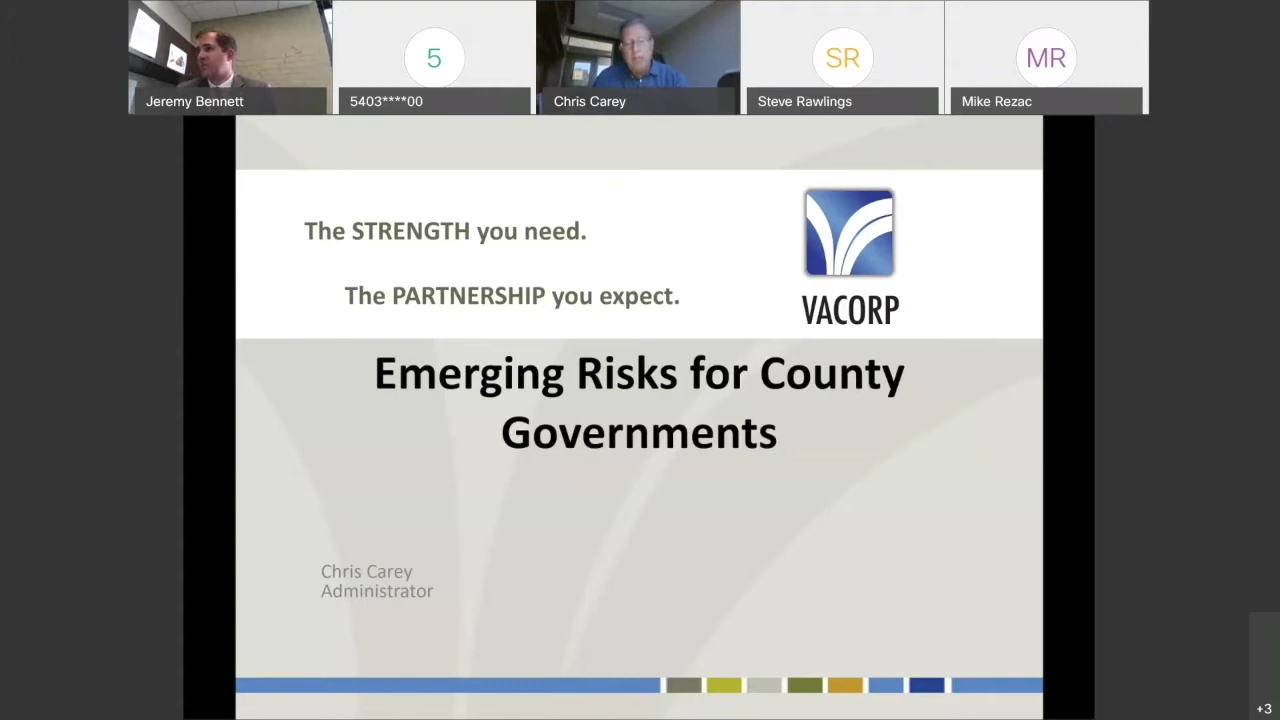 Jeremy Bennett
5
5403****00
Chris Carey
SR
Steve Rawlings
MR
Mike Rezac
The STRENGTH you need.
The PARTNERSHIP you expect.
VACORP
Emerging Risks for County
Governments
Chris Carey
Administrator
+3